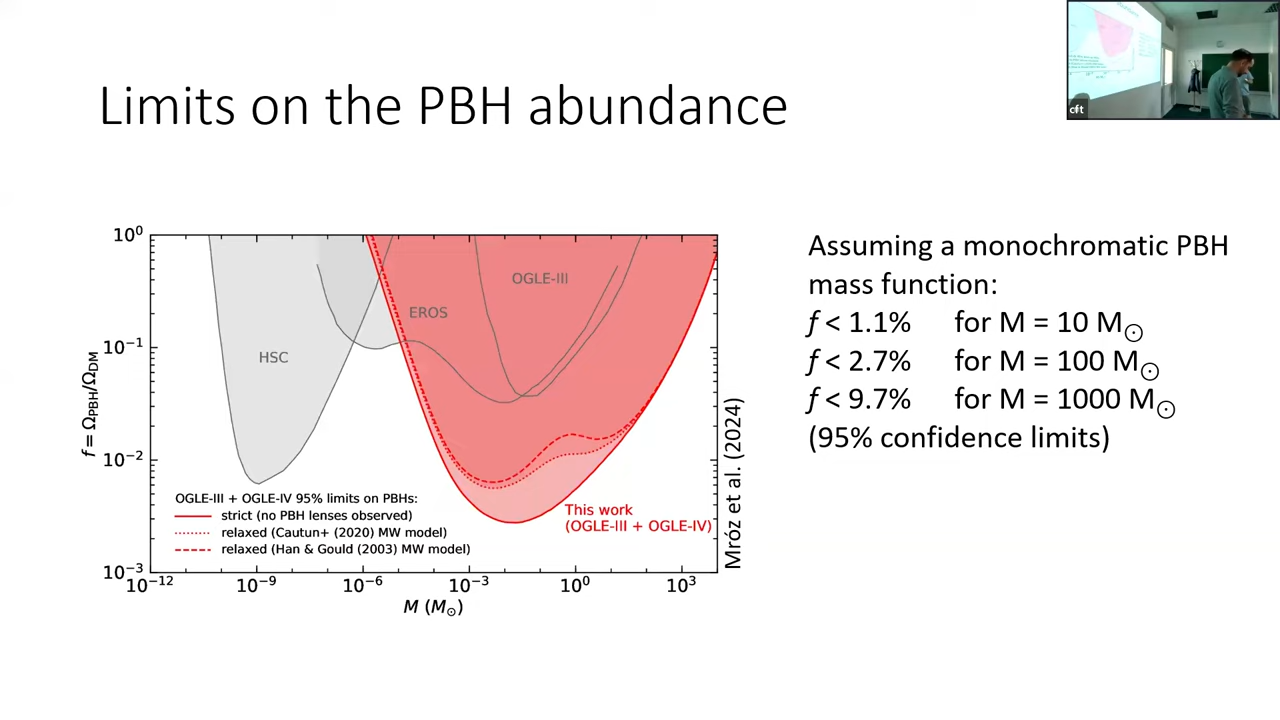 Limits on the PBH abundance
cft
10⁰
10⁻¹
10⁻²
10⁻³
f = Ω_PBH/Ω_DM
HSC
EROS
OGLE-III
OGLE-III + OGLE-IV 95% limits on PBHs:
strict (no PBH lenses observed)
relaxed (Cautun+ (2020) MW model)
relaxed (Han & Gould (2003) MW model)
This work
(OGLE-III + OGLE-IV)
10⁻¹² 10⁻⁹ 10⁻⁶ 10⁻³ 10⁰ 10³
M (M☉)
Mróz et al. (2024)
Assuming a monochromatic PBH
mass function:
f < 1.1% for M = 10 M☉
f < 2.7% for M = 100 M☉
f < 9.7% for M = 1000 M☉
(95% confidence limits)